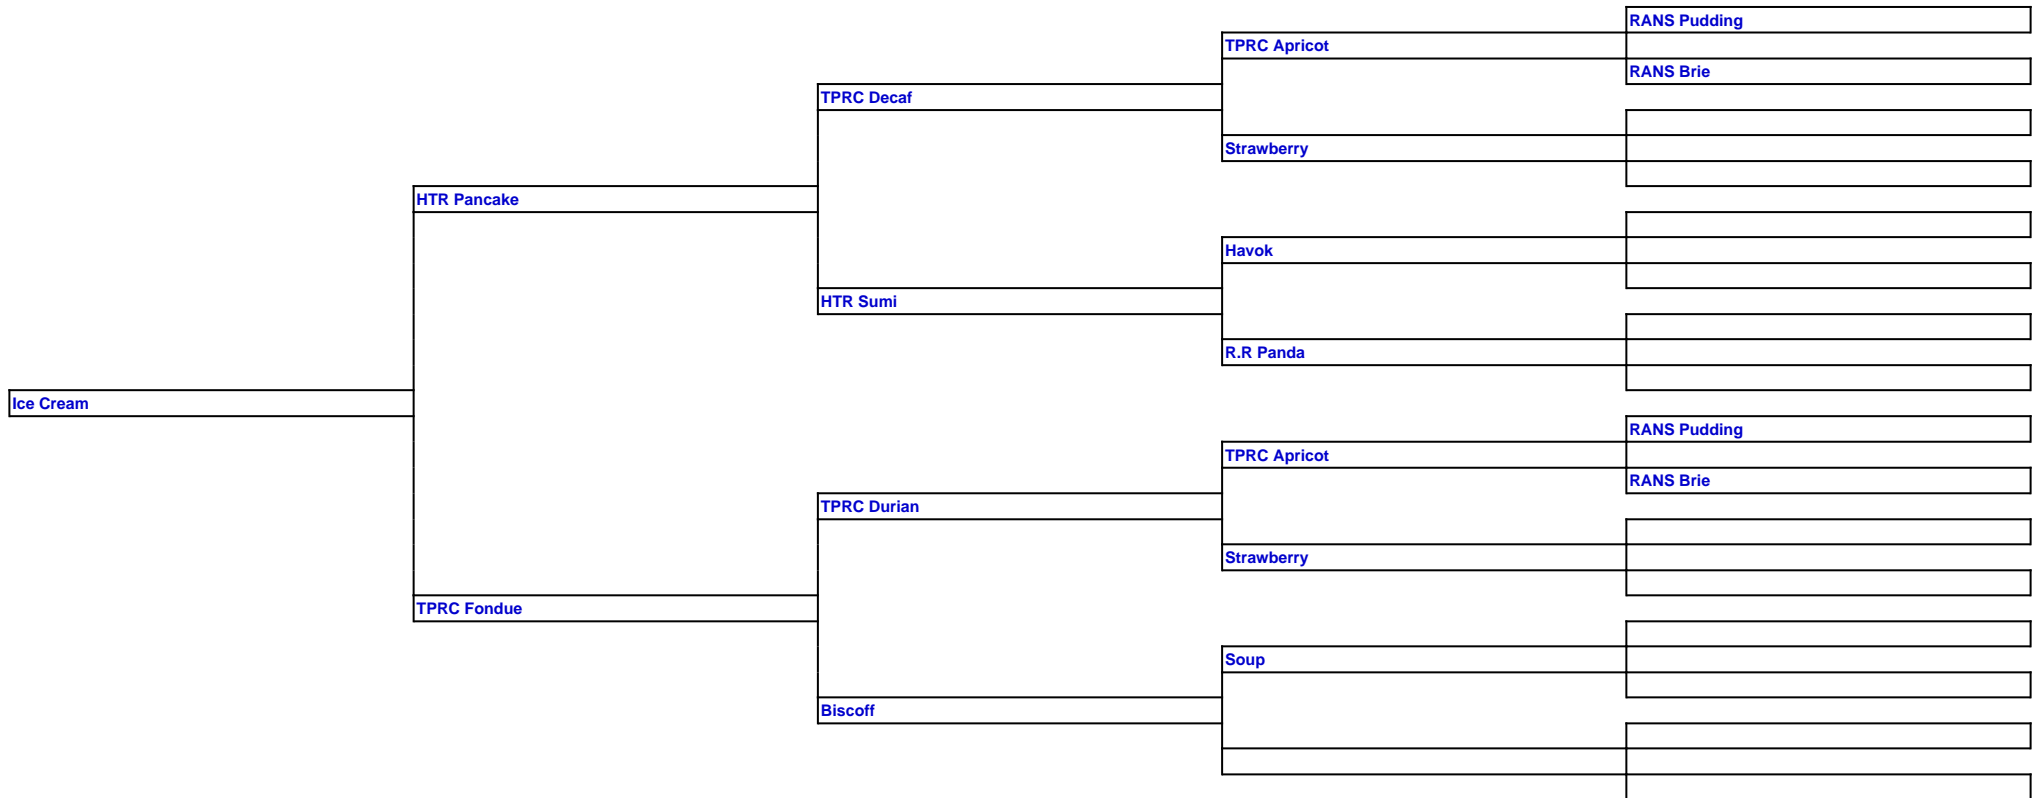 RANS Pudding
TPRC Apricot
RANS Brie
TPRC Decaf
Strawberry
HTR Pancake
Havok
HTR Sumi
R.R Panda
Ice Cream
RANS Pudding
TPRC Apricot
RANS Brie
TPRC Durian
Strawberry
TPRC Fondue
Soup
Biscoff